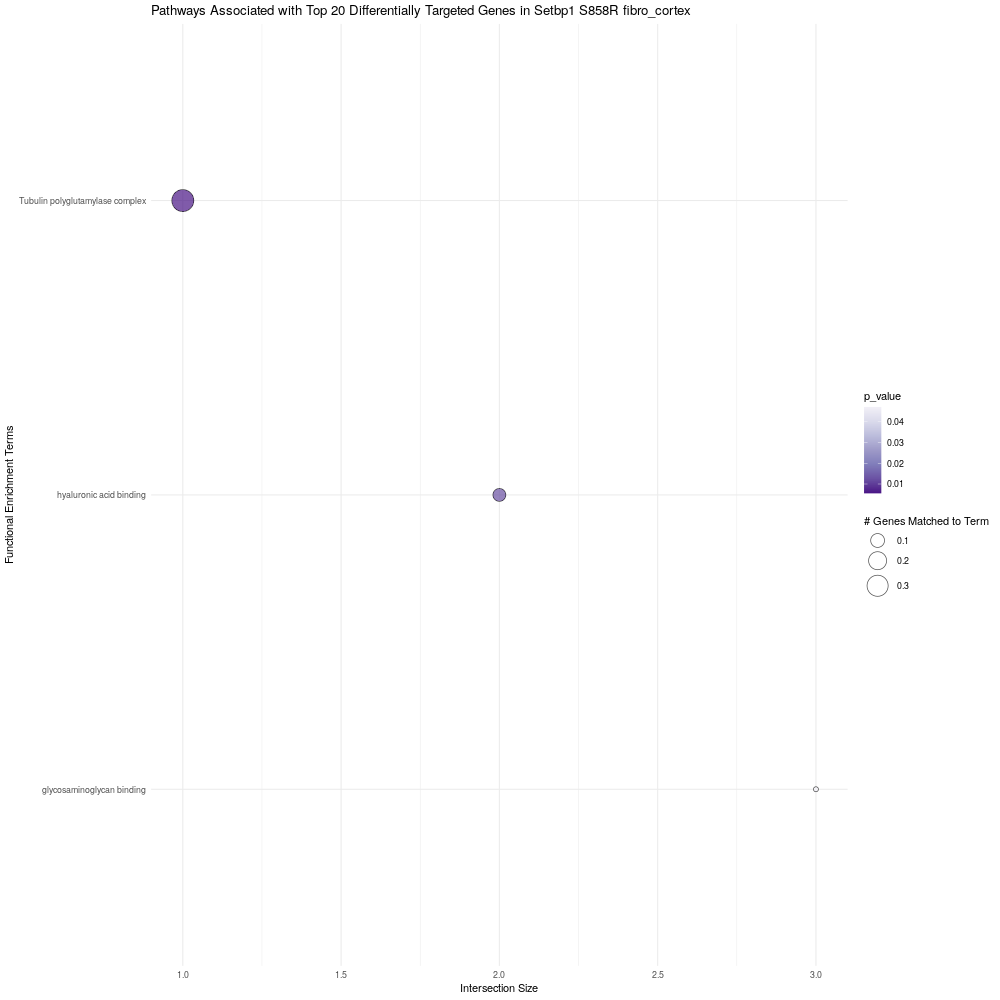 Pathways Associated with Top 20 Differentially Targeted Genes in Setbp1 S858R fibro_cortex
Functional Enrichment Terms
Tubulin polyglutamylase complex
hyaluronic acid binding
glycosaminoglycan binding
1.0
1.5
2.0
2.5
3.0
Intersection Size
p_value
0.04
0.03
0.02
0.01
# Genes Matched to Term
0.1
0.2
0.3